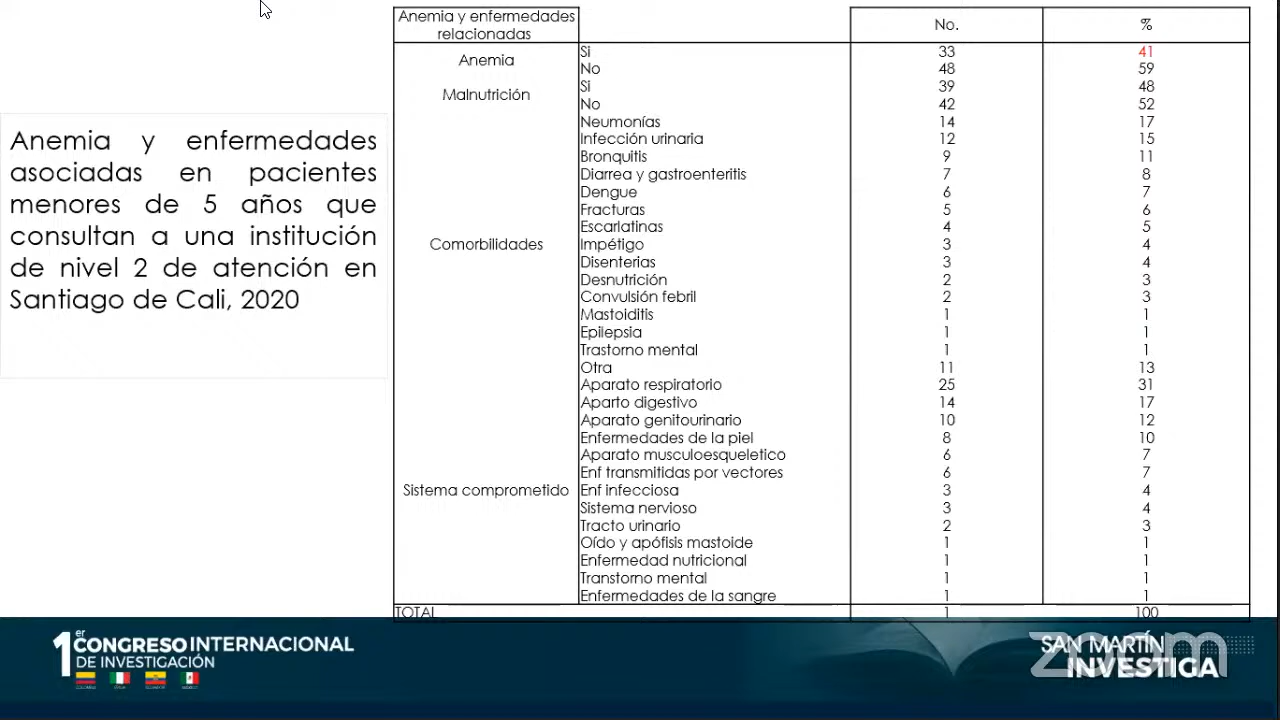 Anemia y enfermedades
asociadas en pacientes
menores de 5 años que
consultan a una institución
de nivel 2 de atención en
Santiago de Cali, 2020
Anemia y enfermedades relacionadas No. %
Anemia Si 33 41
No 48 59
Malnutrición Si 39 48
No 42 52
Comorbilidades Neumonías 14 17
Infección urinaria 12 15
Bronquitis 9 11
Diarrea y gastroenteritis 7 8
Dengue 6 7
Fracturas 5 6
Escarlatinas 4 5
Impétigo 3 4
Disenterias 3 4
Desnutrición 2 3
Convulsión febril 2 3
Mastoiditis 1 1
Epilepsia 1 1
Trastorno mental 1 1
Otra 11 13
Sistema comprometido Aparato respiratorio 25 31
Aparto digestivo 14 17
Aparato genitourinario 10 12
Enfermedades de la piel 8 10
Aparato musculoesqueletico 6 7
Enf transmitidas por vectores 6 7
Enf infecciosa 3 4
Sistema nervioso 3 4
Tracto urinario 2 3
Oído y apófisis mastoide 1 1
Enfermedad nutricional 1 1
Transtorno mental 1 1
Enfermedades de la sangre 1 1
TOTAL 1 100
1er CONGRESO INTERNACIONAL
DE INVESTIGACIÓN
COLOMBIA ECUADOR MÉXICO
SAN MARTÍN
INVESTIGA
zoom